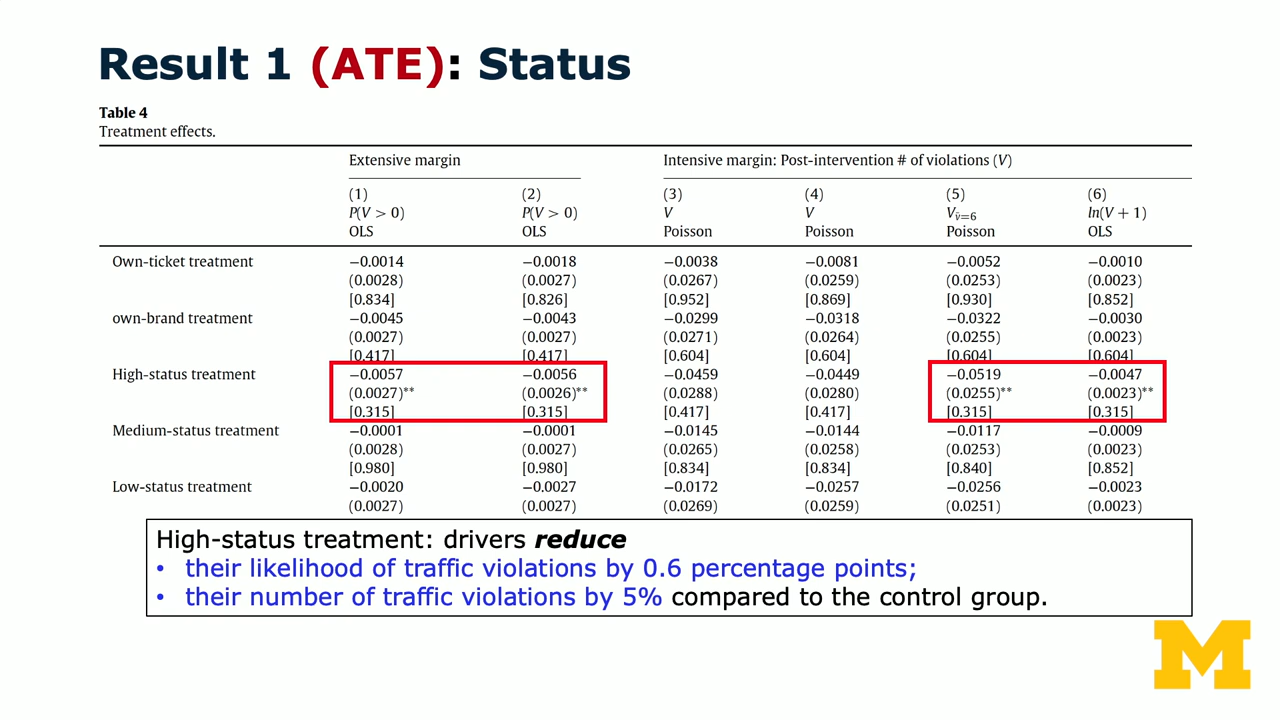 Result 1 (ATE): Status
Table 4
Treatment effects.
Extensive margin Intensive margin: Post-intervention # of violations (V)
(1) (2) (3) (4) (5) (6)
P(V > 0) P(V > 0) V V Vᵥ̄₌₆ ln(V + 1)
OLS OLS Poisson Poisson Poisson OLS
Own-ticket treatment −0.0014 −0.0018 −0.0038 −0.0081 −0.0052 −0.0010
(0.0028) (0.0027) (0.0267) (0.0259) (0.0253) (0.0023)
[0.834] [0.826] [0.952] [0.869] [0.930] [0.852]
own-brand treatment −0.0045 −0.0043 −0.0299 −0.0318 −0.0322 −0.0030
(0.0027) (0.0027) (0.0271) (0.0264) (0.0255) (0.0023)
[0.417] [0.417] [0.604] [0.604] [0.604] [0.604]
High-status treatment −0.0057 −0.0056 −0.0459 −0.0449 −0.0519 −0.0047
(0.0027)** (0.0026)** (0.0288) (0.0280) (0.0255)** (0.0023)**
[0.315] [0.315] [0.417] [0.417] [0.315] [0.315]
Medium-status treatment −0.0001 −0.0001 −0.0145 −0.0144 −0.0117 −0.0009
(0.0028) (0.0027) (0.0265) (0.0258) (0.0253) (0.0023)
[0.980] [0.980] [0.834] [0.834] [0.840] [0.852]
Low-status treatment −0.0020 −0.0027 −0.0172 −0.0257 −0.0256 −0.0023
(0.0027) (0.0027) (0.0269) (0.0259) (0.0251) (0.0023)
High-status treatment: drivers reduce
• their likelihood of traffic violations by 0.6 percentage points;
• their number of traffic violations by 5% compared to the control group.
M